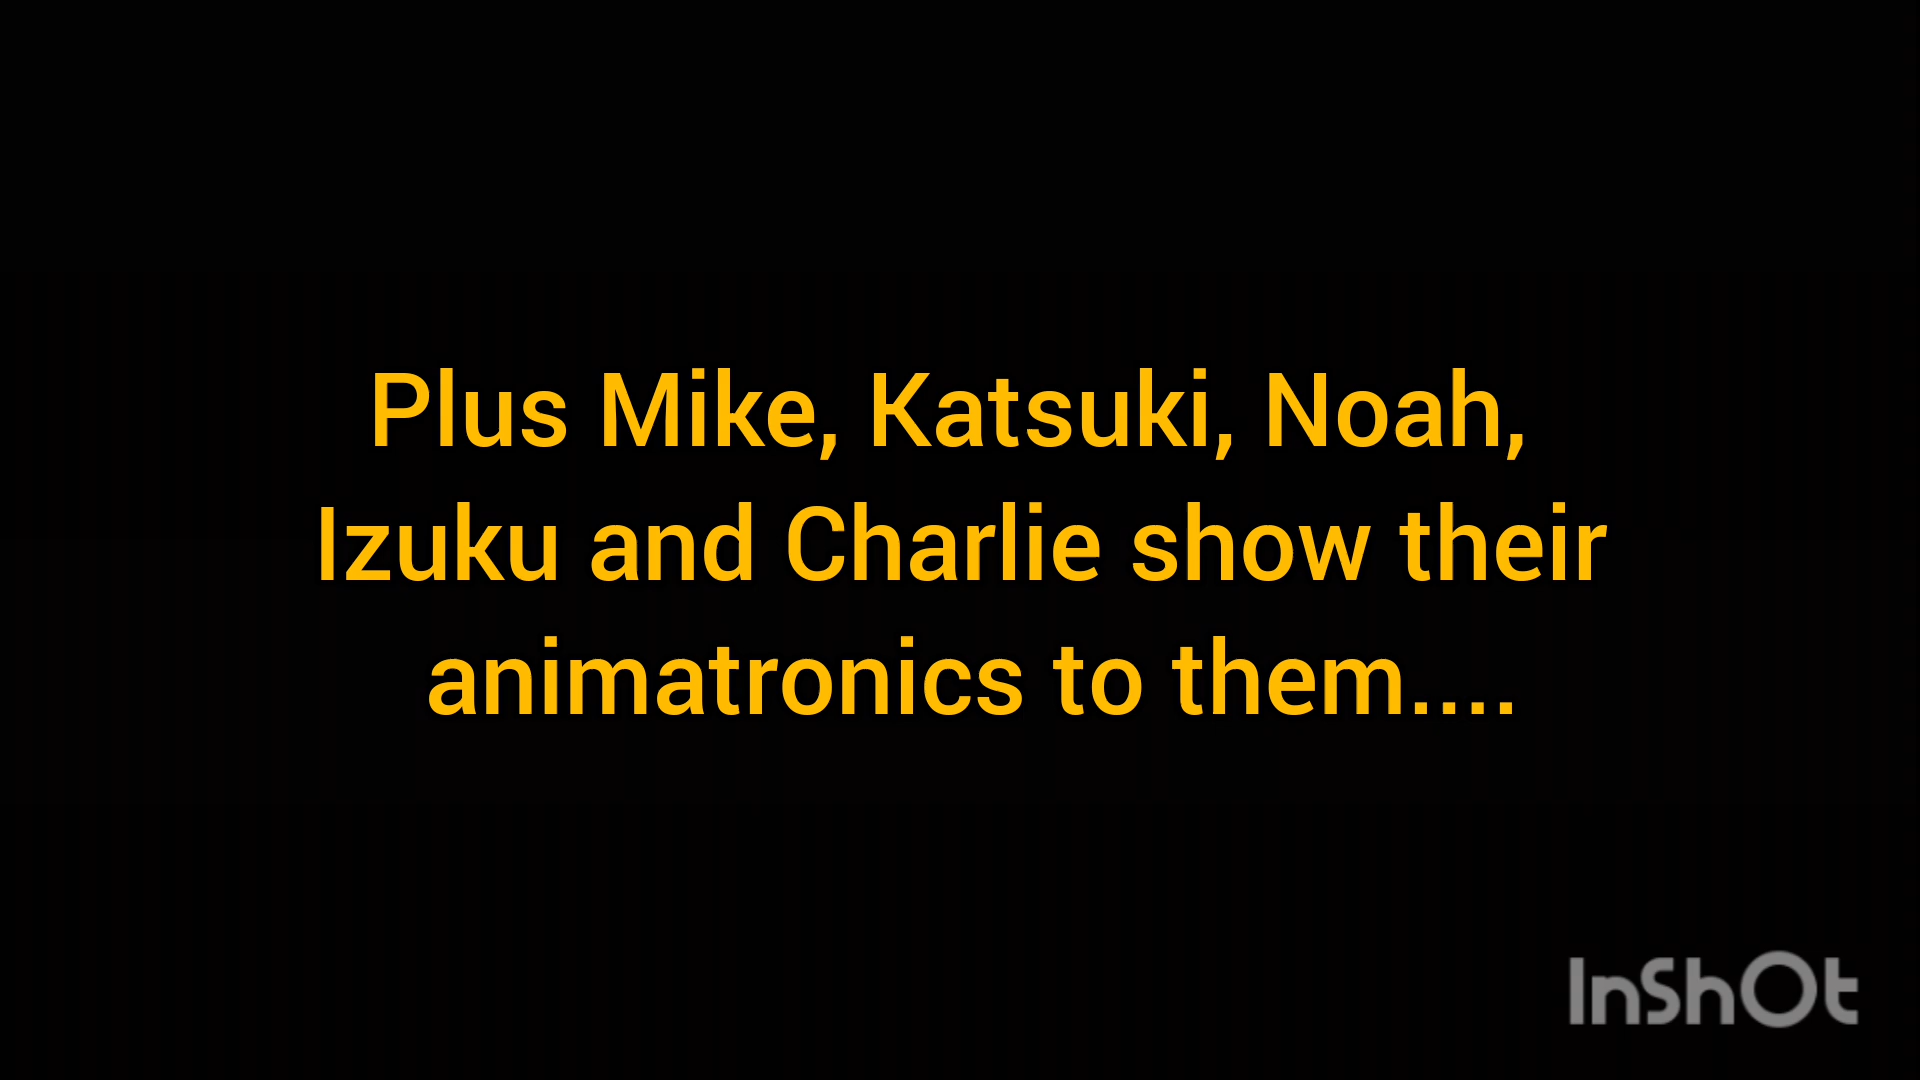 Plus Mike, Katsuki, Noah,
Izuku and Charlie show their
animatronics to them....
InShOt